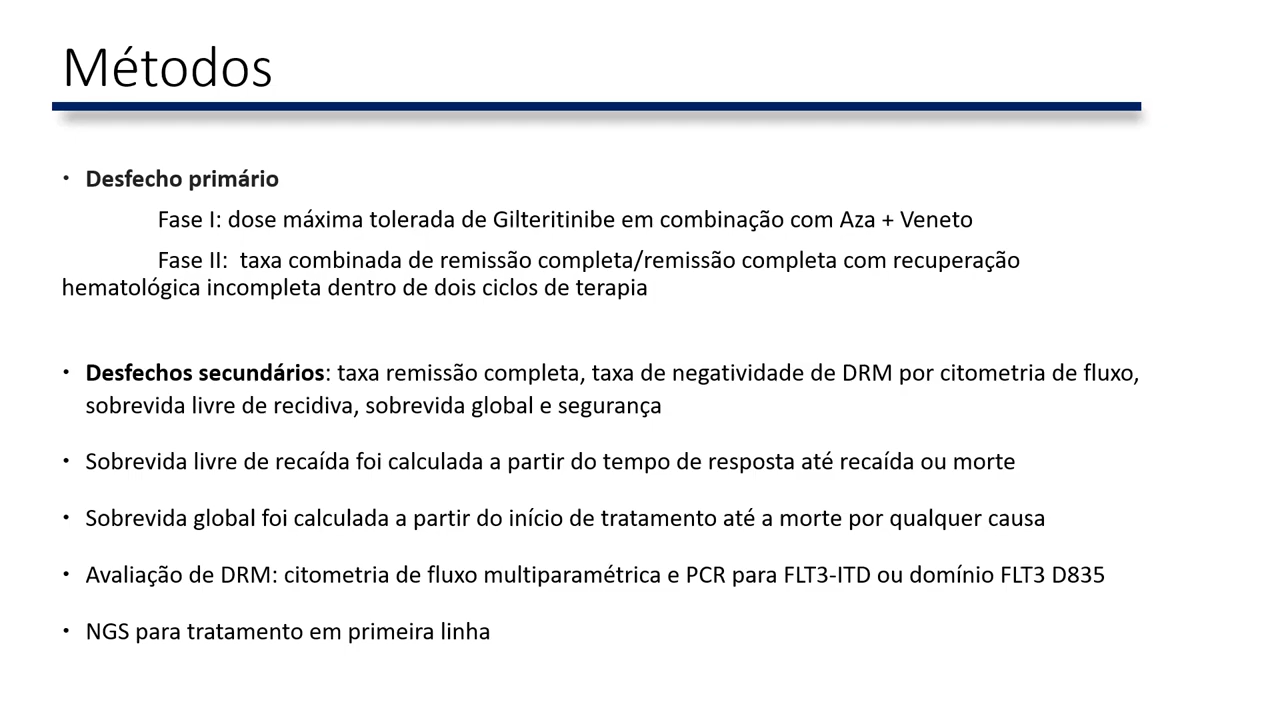 Métodos
• Desfecho primário
Fase I: dose máxima tolerada de Gilteritinibe em combinação com Aza + Veneto
Fase II:  taxa combinada de remissão completa/remissão completa com recuperação
hematológica incompleta dentro de dois ciclos de terapia
• Desfechos secundários: taxa remissão completa, taxa de negatividade de DRM por citometria de fluxo,
sobrevida livre de recidiva, sobrevida global e segurança
• Sobrevida livre de recaída foi calculada a partir do tempo de resposta até recaída ou morte
• Sobrevida global foi calculada a partir do início de tratamento até a morte por qualquer causa
• Avaliação de DRM: citometria de fluxo multiparamétrica e PCR para FLT3-ITD ou domínio FLT3 D835
• NGS para tratamento em primeira linha